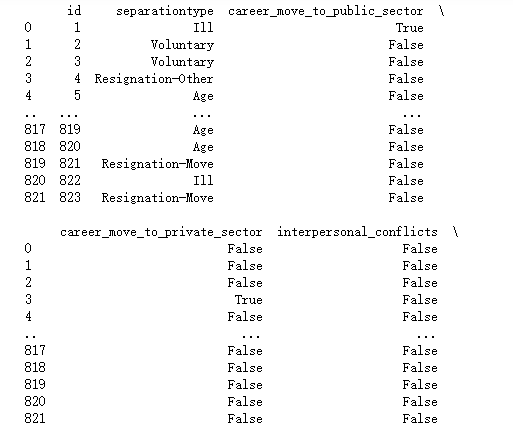 id     separationtype  career_move_to_public_sector  \
0      1                Ill                          True
1      2          Voluntary                         False
2      3          Voluntary                         False
3      4  Resignation-Other                         False
4      5                Age                         False
..   ...                ...                           ...
817  819                Age                         False
818  820                Age                         False
819  821   Resignation-Move                         False
820  822                Ill                         False
821  823   Resignation-Move                         False

     career_move_to_private_sector  interpersonal_conflicts  \
0                            False                    False
1                            False                    False
2                            False                    False
3                             True                    False
4                            False                    False
..                             ...                      ...
817                          False                    False
818                          False                    False
819                          False                    False
820                          False                    False
821                          False                    False